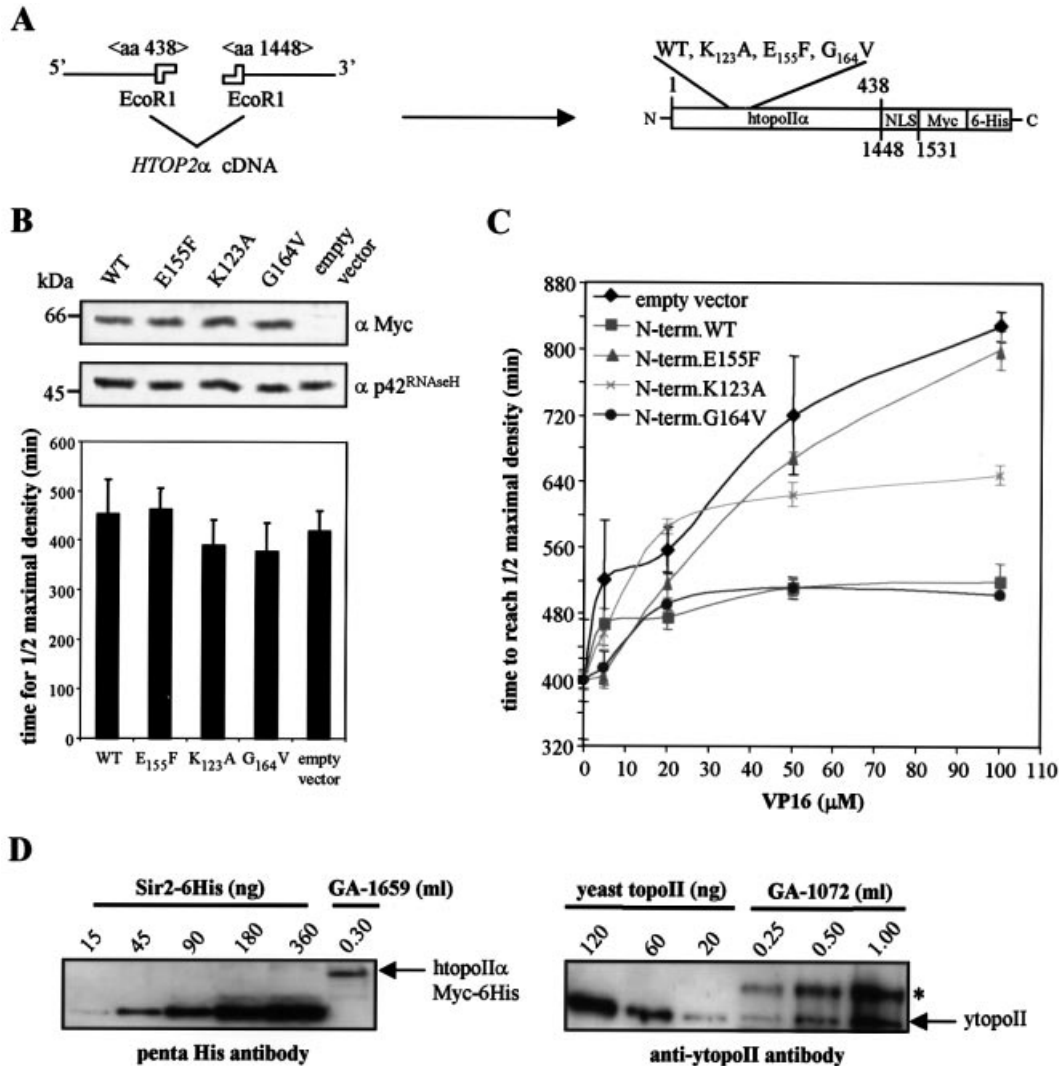 A
<aa 438> <aa 1448>
5’ 3’
EcoR1 EcoR1
HTOP2α cDNA
WT, K123A, E155F, G164V
1 438
N htopoIIα NLS Myc 6-His C
1448 1531
B
WT E155F K123A G164V empty vector
kDa
66 α Myc
45 α p42RNAseH
time for 1/2 maximal density (min)
600
500
400
300
200
100
0
WT E155F K123A G164V empty vector
C
time to reach 1/2 maximal density (min)
880
800
720
640
560
480
400
320
empty vector
N-term.WT
N-term.E155F
N-term.K123A
N-term.G164V
0 10 20 30 40 50 60 70 80 90 100 110
VP16 (μM)
D
Sir2-6His (ng) GA-1659 (ml)
15 45 90 180 360 0.30
htopoIIα
Myc-6His
penta His antibody
yeast topoII (ng) GA-1072 (ml)
120 60 20 0.25 0.50 1.00
*
ytopoII
anti-ytopoII antibody